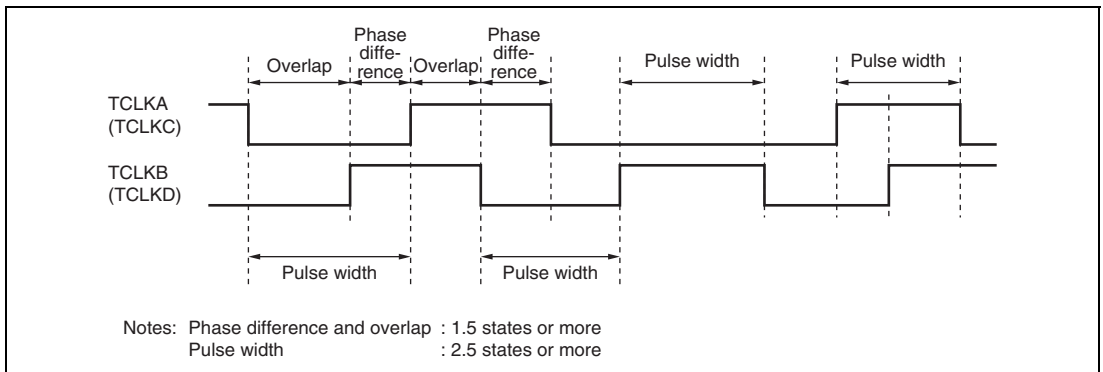 Phase
diffe-
rence
Phase
diffe-
rence
Overlap
Overlap
Pulse width
Pulse width
TCLKA
(TCLKC)
TCLKB
(TCLKD)
Pulse width
Pulse width
Notes: Phase difference and overlap : 1.5 states or more
Pulse width : 2.5 states or more